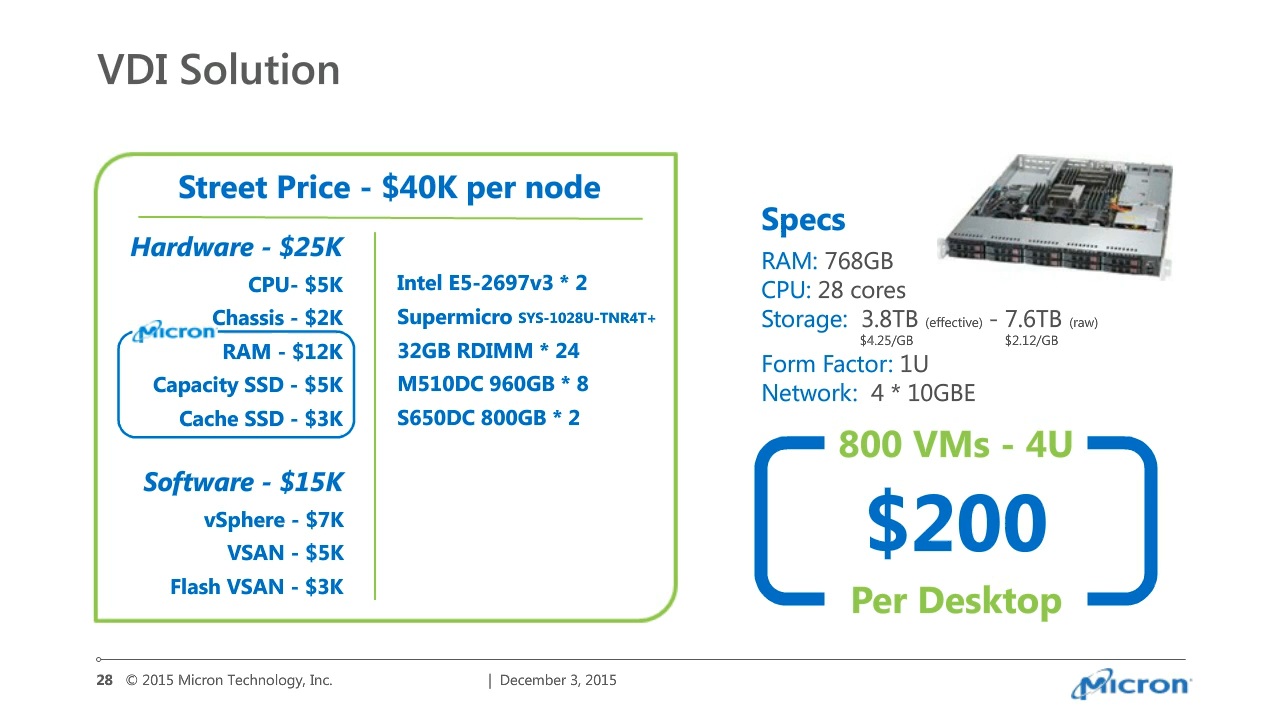 VDI Solution
Street Price - $40K per node
Hardware - $25K
CPU- $5K
Intel E5-2697v3 * 2
Chassis - $2K
Supermicro SYS-1028U-TNR4T+
Micron
RAM - $12K
32GB RDIMM * 24
Capacity SSD - $5K
M510DC 960GB * 8
Cache SSD - $3K
S650DC 800GB * 2
Software - $15K
vSphere - $7K
VSAN - $5K
Flash VSAN - $3K
Specs
RAM: 768GB
CPU: 28 cores
Storage: 3.8TB (effective) - 7.6TB (raw)
$4.25/GB $2.12/GB
Form Factor: 1U
Network: 4 * 10GBE
800 VMs - 4U
$200
Per Desktop
28 © 2015 Micron Technology, Inc. | December 3, 2015
Micron